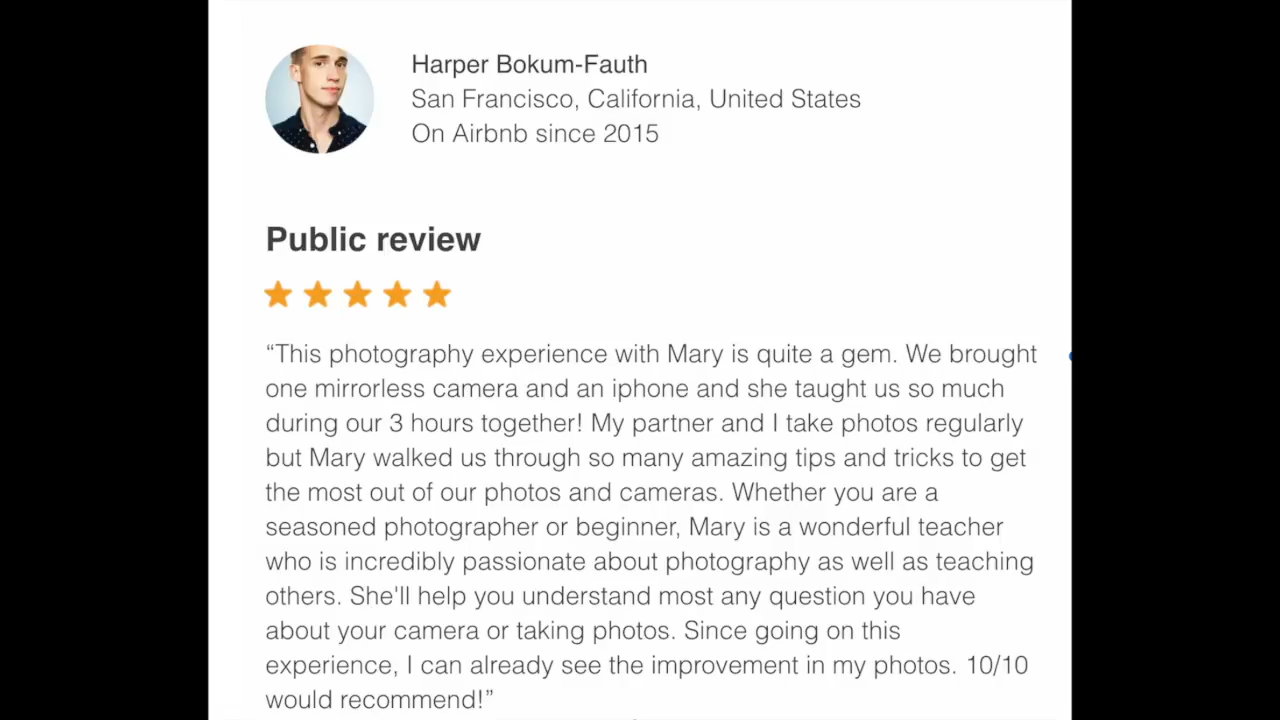 Harper Bokum-Fauth
San Francisco, California, United States
On Airbnb since 2015
Public review
“This photography experience with Mary is quite a gem. We brought
one mirrorless camera and an iphone and she taught us so much
during our 3 hours together! My partner and I take photos regularly
but Mary walked us through so many amazing tips and tricks to get
the most out of our photos and cameras. Whether you are a
seasoned photographer or beginner, Mary is a wonderful teacher
who is incredibly passionate about photography as well as teaching
others. She'll help you understand most any question you have
about your camera or taking photos. Since going on this
experience, I can already see the improvement in my photos. 10/10
would recommend!”